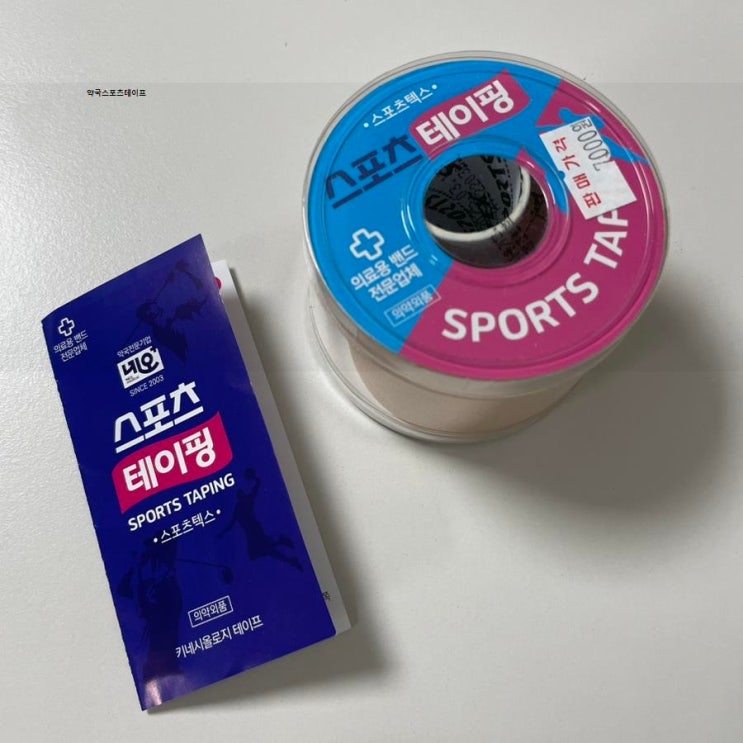 약국스포츠테이프
•스포츠텍스•
스포츠
테이핑
판매가격
7000원
의료용 밴드
전문업체
의약외품
SPORTS TAP
의료용 밴드
전문업체
약국전문기업
네오
SINCE 2003
스포츠
테이핑
SPORTS TAPING
•스포츠텍스•
의약외품
키네시올로지 테이프